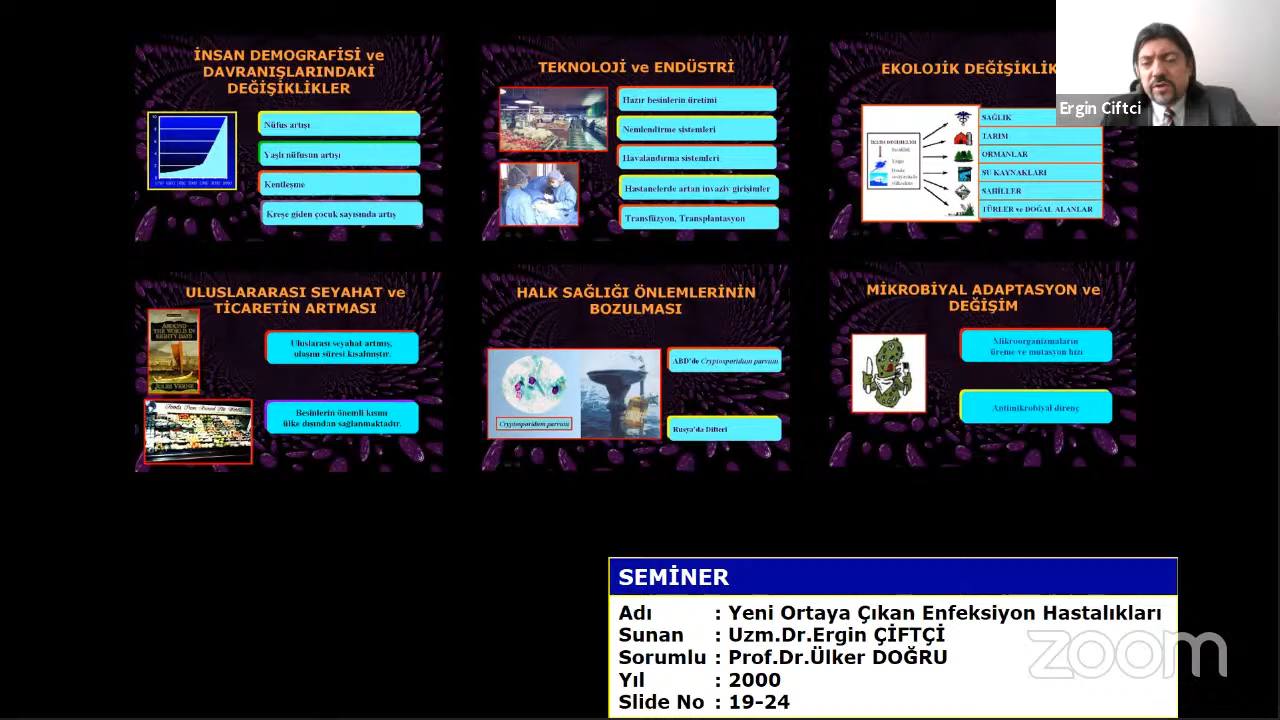 İNSAN DEMOGRAFİSİ ve
DAVRANIŞLARINDAKİ
DEĞİŞİKLİKLER
Nüfus artışı
Yaşlı nüfusun artışı
Kentleşme
Kreşe giden çocuk sayısında artış
TEKNOLOJİ ve ENDÜSTRİ
Hazır besinlerin üretimi
Nemlendirme sistemleri
Havalandırma sistemleri
Hastanelerde artan invaziv girişimler
Transfüzyon, Transplantasyon
EKOLOJİK DEĞİŞİKLİK
SAĞLIK
TARIM
ORMANLAR
SU KAYNAKLARI
SAHİLLER
TÜRLER ve DOĞAL ALANLAR
Ergin Ciftci
ULUSLARARASI SEYAHAT ve
TİCARETİN ARTMASI
AROUND
THE WORLD IN
EIGHTY DAYS
JULES VERNE
Uluslararası seyahat artmış,
ulaşım süresi kısalmıştır.
Foods From Around The World
Besinlerin önemli kısmı
ülke dışından sağlanmaktadır.
HALK SAĞLIĞI ÖNLEMLERİNİN
BOZULMASI
Cryptosporidium parvum
ABD'de Cryptosporidium parvum
Rusya'da Difteri
MİKROBİYAL ADAPTASYON ve
DEĞİŞİM
Mikroorganizmaların
üreme ve mutasyon hızı
Antimikrobiyal direnç
SEMİNER
Adı : Yeni Ortaya Çıkan Enfeksiyon Hastalıkları
Sunan : Uzm.Dr.Ergin ÇİFTÇİ
Sorumlu : Prof.Dr.Ülker DOĞRU
Yıl : 2000
Slide No : 19-24
zoom